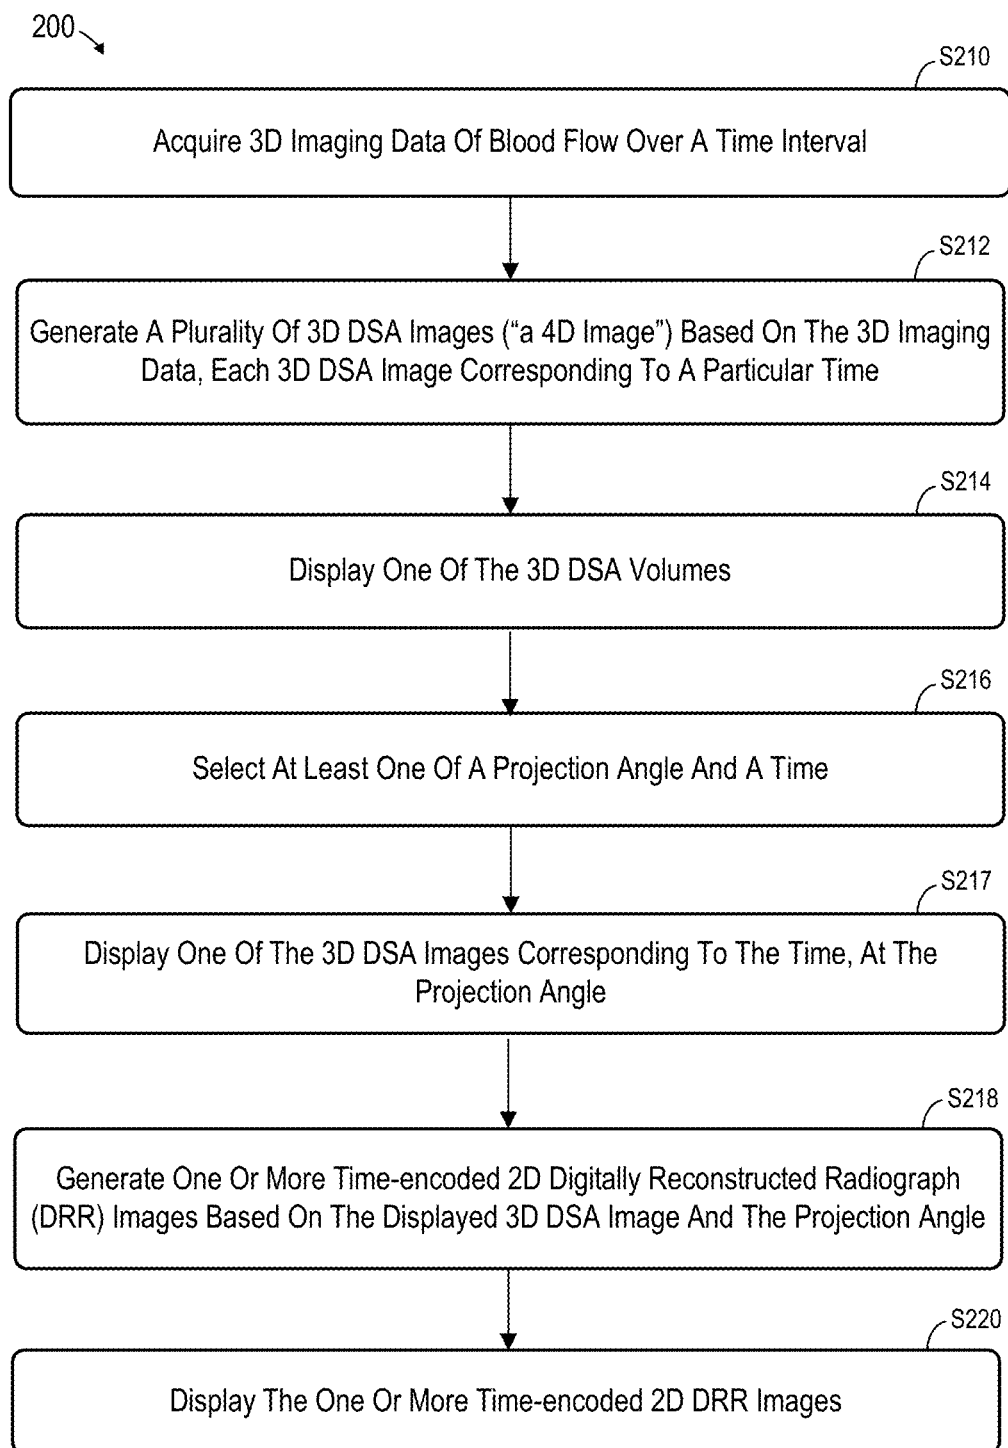 200
S210
Acquire 3D Imaging Data Of Blood Flow Over A Time Interval
S212
Generate A Plurality Of 3D DSA Images (“a 4D Image”) Based On The 3D Imaging
Data, Each 3D DSA Image Corresponding To A Particular Time
S214
Display One Of The 3D DSA Volumes
S216
Select At Least One Of A Projection Angle And A Time
S217
Display One Of The 3D DSA Images Corresponding To The Time, At The
Projection Angle
S218
Generate One Or More Time-encoded 2D Digitally Reconstructed Radiograph
(DRR) Images Based On The Displayed 3D DSA Image And The Projection Angle
S220
Display The One Or More Time-encoded 2D DRR Images